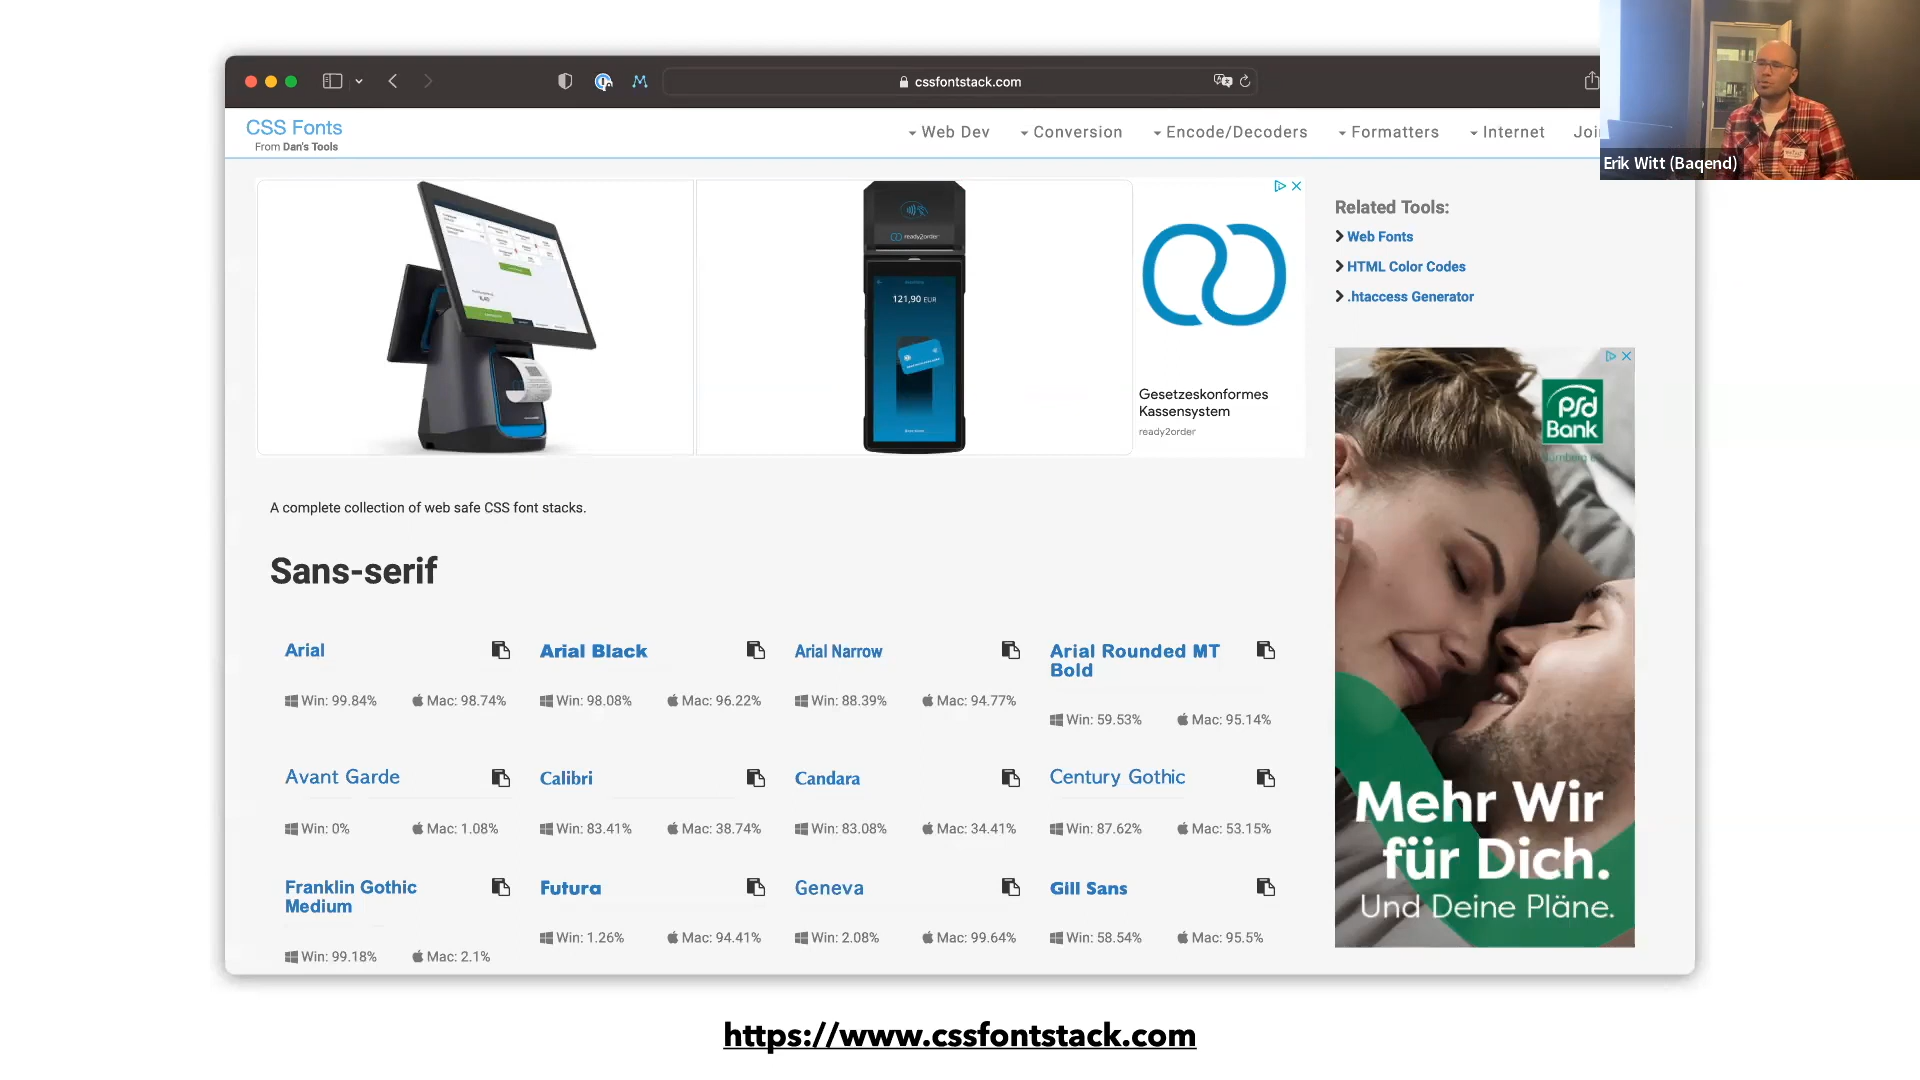 cssfontstack.com
CSS Fonts
From Dan's Tools
Web Dev
Conversion
Encode/Decoders
Formatters
Internet
Erik Witt (Baqend)
ready2order
121,90 EUR
Gesetzeskonformes
Kassensystem
ready2order
Related Tools:
Web Fonts
HTML Color Codes
.htaccess Generator
psd
Bank
A complete collection of web safe CSS font stacks.
Sans-serif
Arial
Arial Black
Arial Narrow
Arial Rounded MT
Bold
Win: 99.84% Mac: 98.74%
Win: 98.08% Mac: 96.22%
Win: 88.39% Mac: 94.77%
Win: 59.53% Mac: 95.14%
Avant Garde
Calibri
Candara
Century Gothic
Win: 0% Mac: 1.08%
Win: 83.41% Mac: 38.74%
Win: 83.08% Mac: 34.41%
Win: 87.62% Mac: 53.15%
Franklin Gothic
Medium
Futura
Geneva
Gill Sans
Win: 99.18% Mac: 2.1%
Win: 1.26% Mac: 94.41%
Win: 2.08% Mac: 99.64%
Win: 58.54% Mac: 95.5%
Mehr Wir
für Dich.
Und Deine Pläne.
https://www.cssfontstack.com